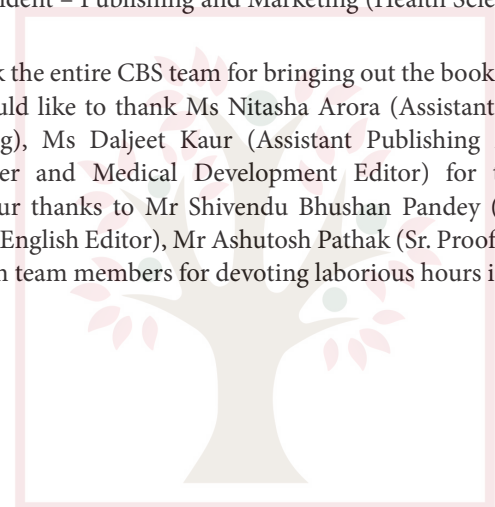 ident – Publishing and Marketing (Health Scie
k the entire CBS team for bringing out the book
uld like to thank Ms Nitasha Arora (Assistant
g), Ms Daljeet Kaur (Assistant Publishing
er and Medical Development Editor) for t
ur thanks to Mr Shivendu Bhushan Pandey (
English Editor), Mr Ashutosh Pathak (Sr. Proof
n team members for devoting laborious hours i